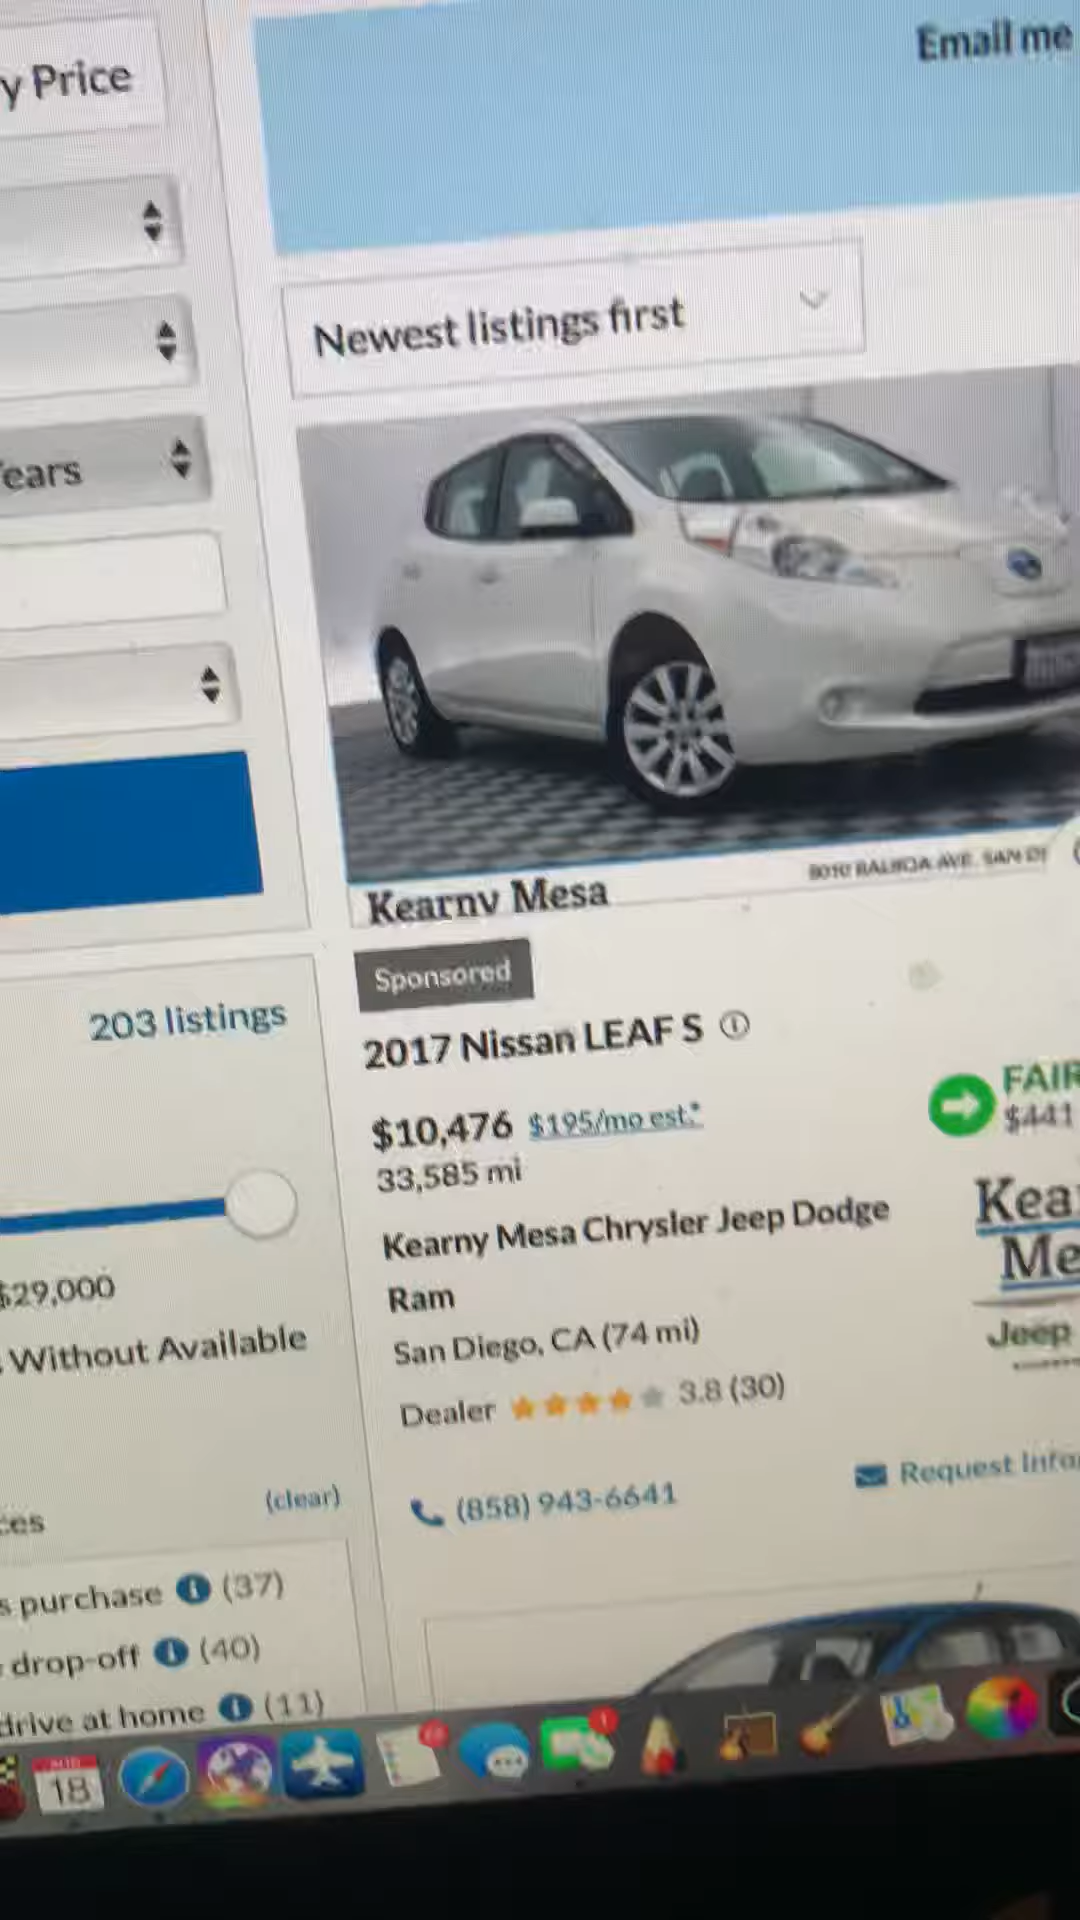 y Price
Email me
Newest listings first
ears
Kearny Mesa
Sponsored
203 listings
2017 Nissan LEAF S
FAIR
$10,476 $195/mo est.*
$441
33,585 mi
Kearny Mesa Chrysler Jeep Dodge
Ram
Kea
Me
$29,000
Without Available
San Diego, CA (74 mi)
Jeep
Dealer 3.8 (30)
(clear)
(858) 943-6641
Request Info
ces
s purchase (37)
drop-off (40)
drive at home (11)
18